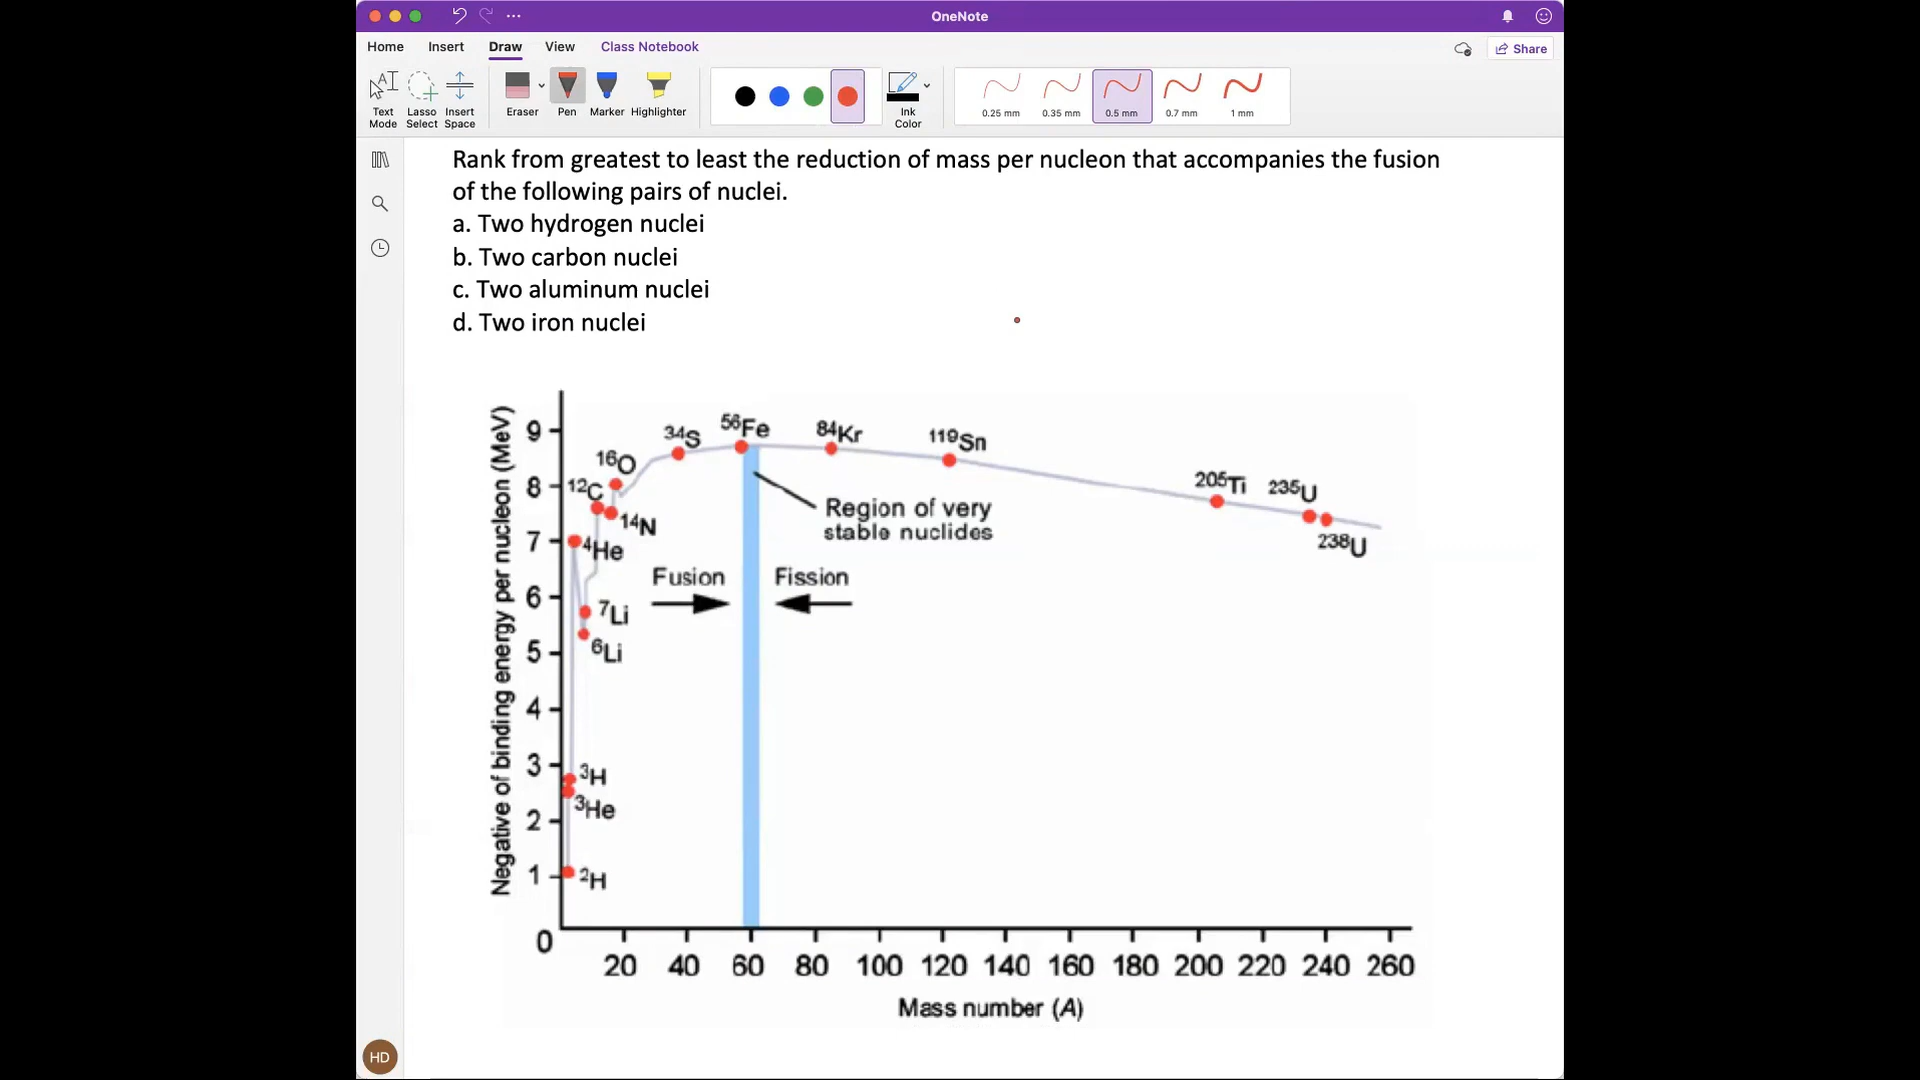 OneNote
Home Insert Draw View Class Notebook
Share
Text Mode
Lasso Select
Insert Space
Eraser
Pen
Marker
Highlighter
Ink Color
0.25 mm
0.35 mm
0.5 mm
0.7 mm
1 mm
Rank from greatest to least the reduction of mass per nucleon that accompanies the fusion
of the following pairs of nuclei.
a. Two hydrogen nuclei
b. Two carbon nuclei
c. Two aluminum nuclei
d. Two iron nuclei
Negative of binding energy per nucleon (MeV)
9
8
7
6
5
4
3
2
1
0
³⁴S
⁵⁶Fe
⁸⁴Kr
¹¹⁹Sn
¹⁶O
¹²C
¹⁴N
²⁰⁵Ti
²³⁵U
²³⁸U
Region of very
stable nuclides
⁴He
Fusion
Fission
⁷Li
⁶Li
³H
³He
²H
20 40 60 80 100 120 140 160 180 200 220 240 260
Mass number (A)
HD